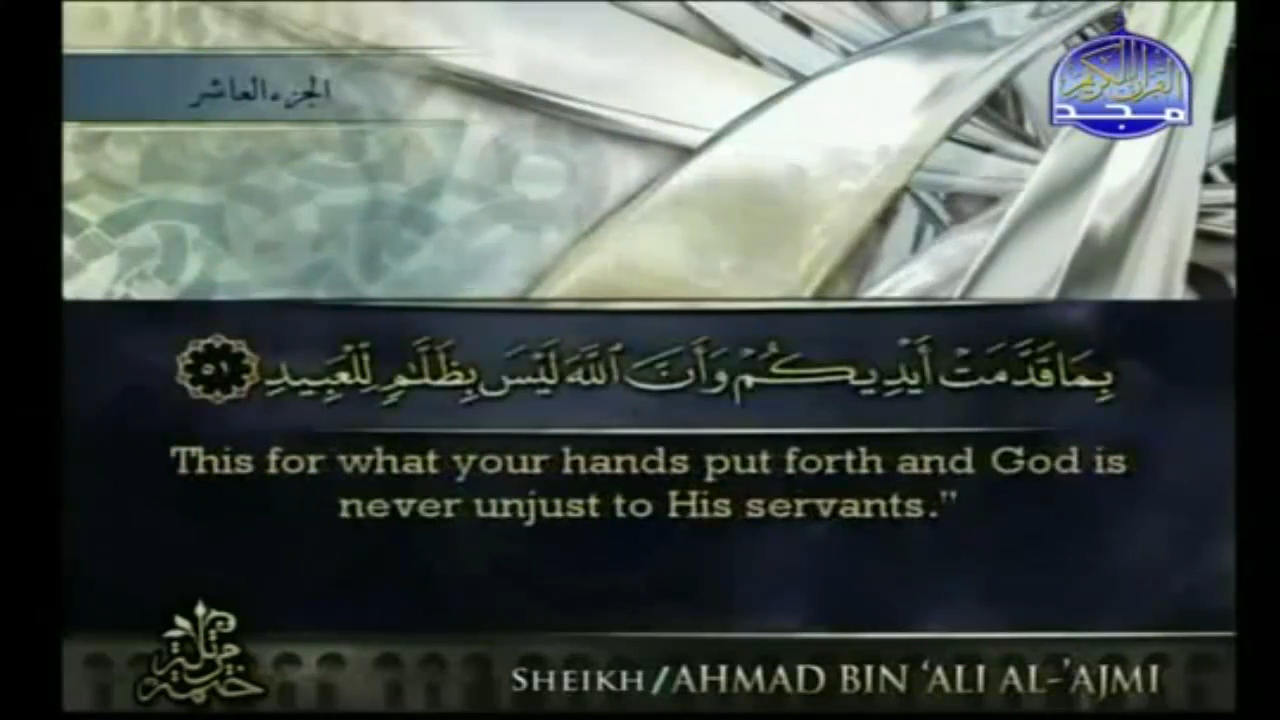 الجزء العاشر
القرآن الكريم
مجد
بِمَا قَدَّمَتْ أَيْدِيكُمْ وَأَنَّ ٱللَّهَ لَيْسَ بِظَلَّٰمٍ لِّلْعَبِيدِ ٥١
This for what your hands put forth and God is
never unjust to His servants."
ختمة مرتلة
SHEIKH/AHMAD BIN ‘ALI AL-’AJMI